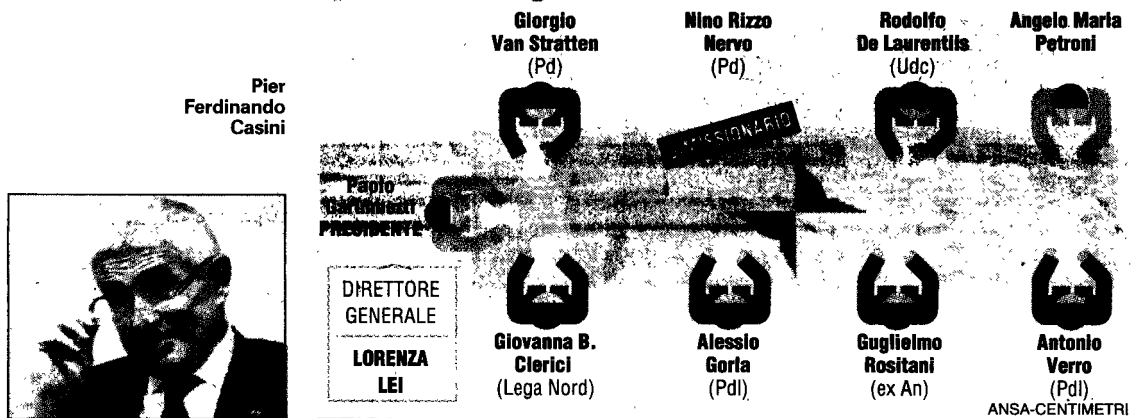 Giorgio
Van Stratten
(Pd)
Nino Rizzo
Nervo
(Pd)
Rodolfo
De Laurentiis
(Udc)
Angelo Maria
Petroni
Pier
Ferdinando
Casini
DIMISSIONARIO
Paolo
PRESIDENTE
DIRETTORE
GENERALE
LORENZA
LEI
Giovanna B.
Clerici
(Lega Nord)
Alessio
Gorla
(Pdl)
Guglielmo
Rositani
(ex An)
Antonio
Verro
(Pdl)
ANSA-CENTIMETRI